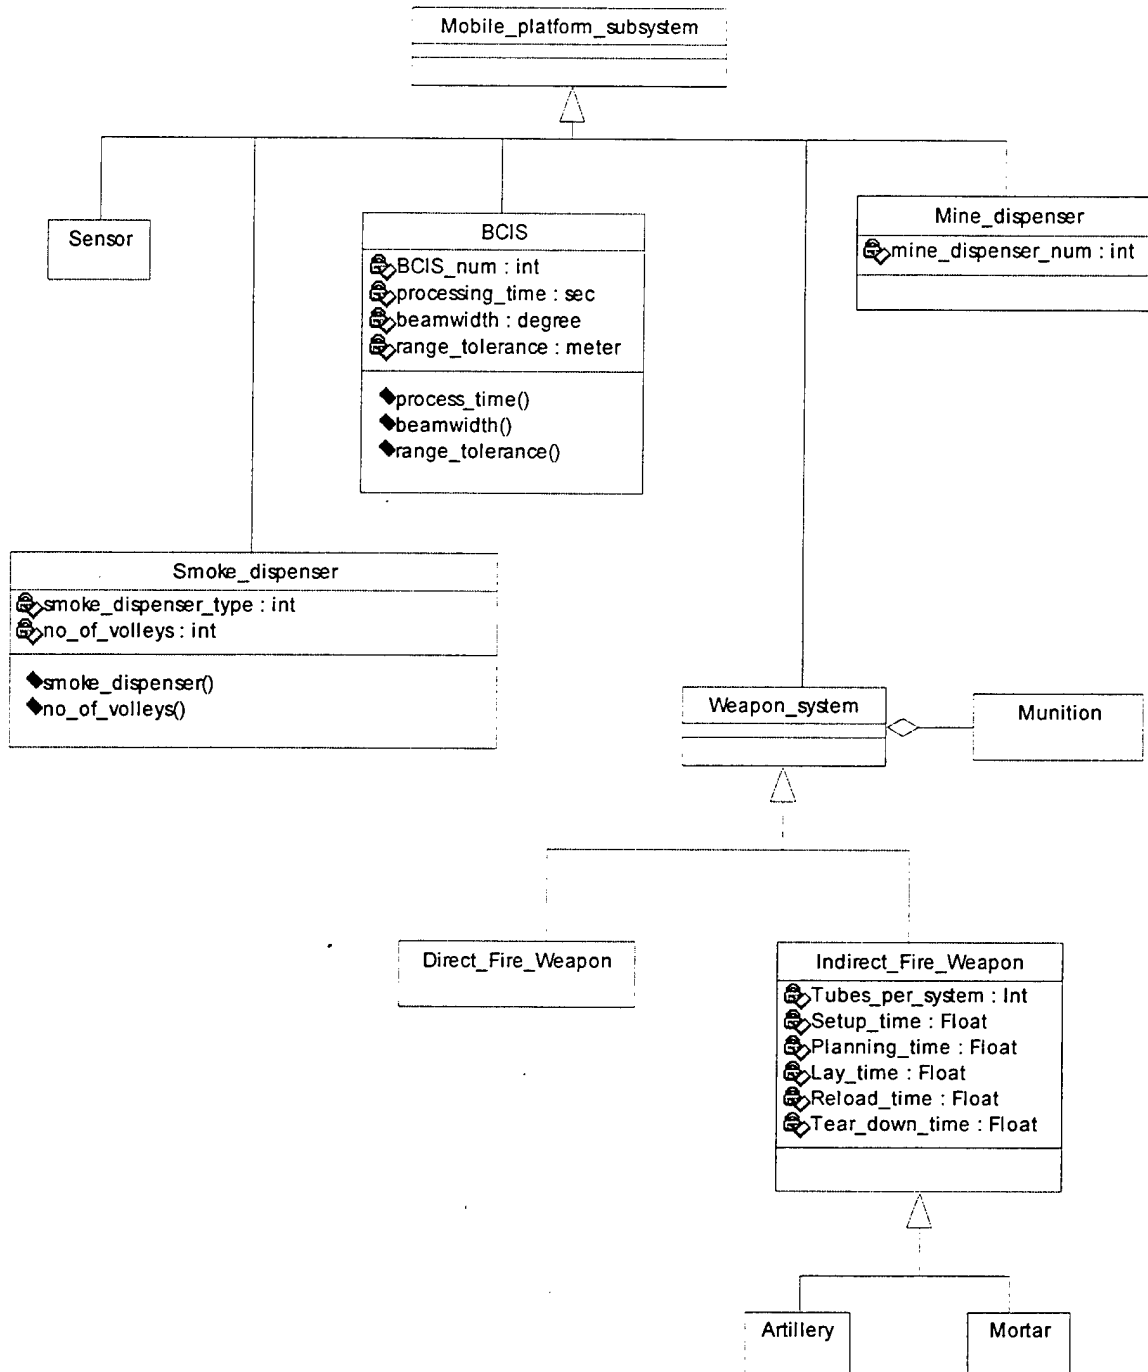 Mobile_platform_subsystem
Sensor
BCIS
BCIS_num : int
processing_time : sec
beamwidth : degree
range_tolerance : meter
process_time()
beamwidth()
range_tolerance()
Mine_dispenser
mine_dispenser_num : int
Smoke_dispenser
smoke_dispenser_type : int
no_of_volleys : int
smoke_dispenser()
no_of_volleys()
Weapon_system
Munition
Direct_Fire_Weapon
Indirect_Fire_Weapon
Tubes_per_system : Int
Setup_time : Float
Planning_time : Float
Lay_time : Float
Reload_time : Float
Tear_down_time : Float
Artillery
Mortar